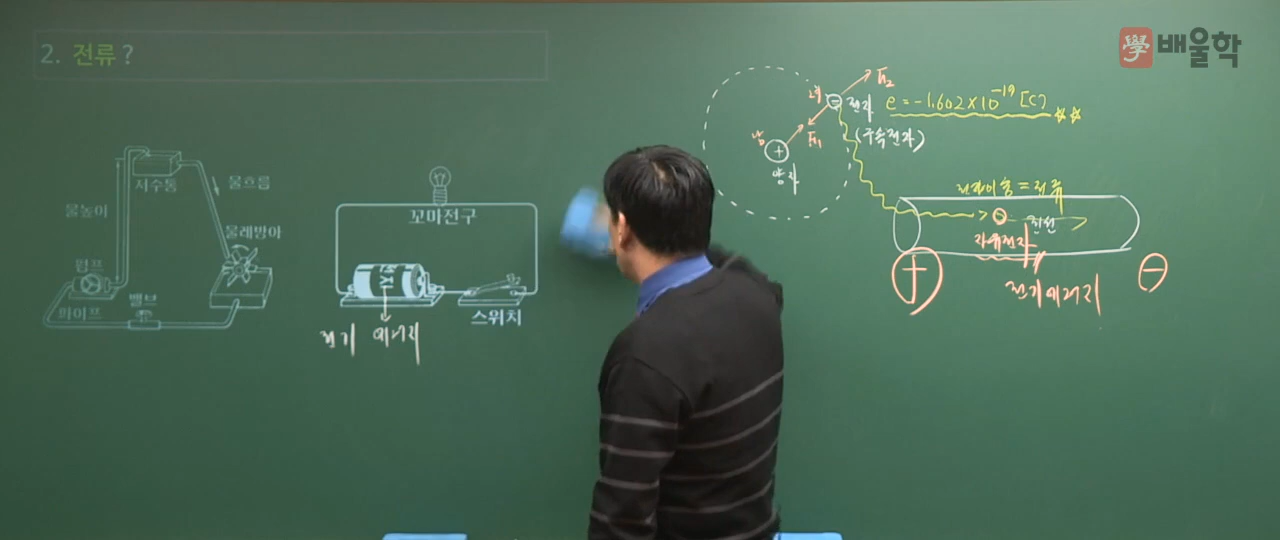 2. 전류?
學 배울학
저수통
물흐름
물높이
물레방아
펌프
밸브
파이프
꼬마전구
전지
스위치
전기 에너지
F₂
전자 e = -1.602×10⁻¹⁹ [C] ☆☆
(구속전자)
F₁
+
양자
전자이동 = 전류
전선
자유전자
전기에너지
+
−